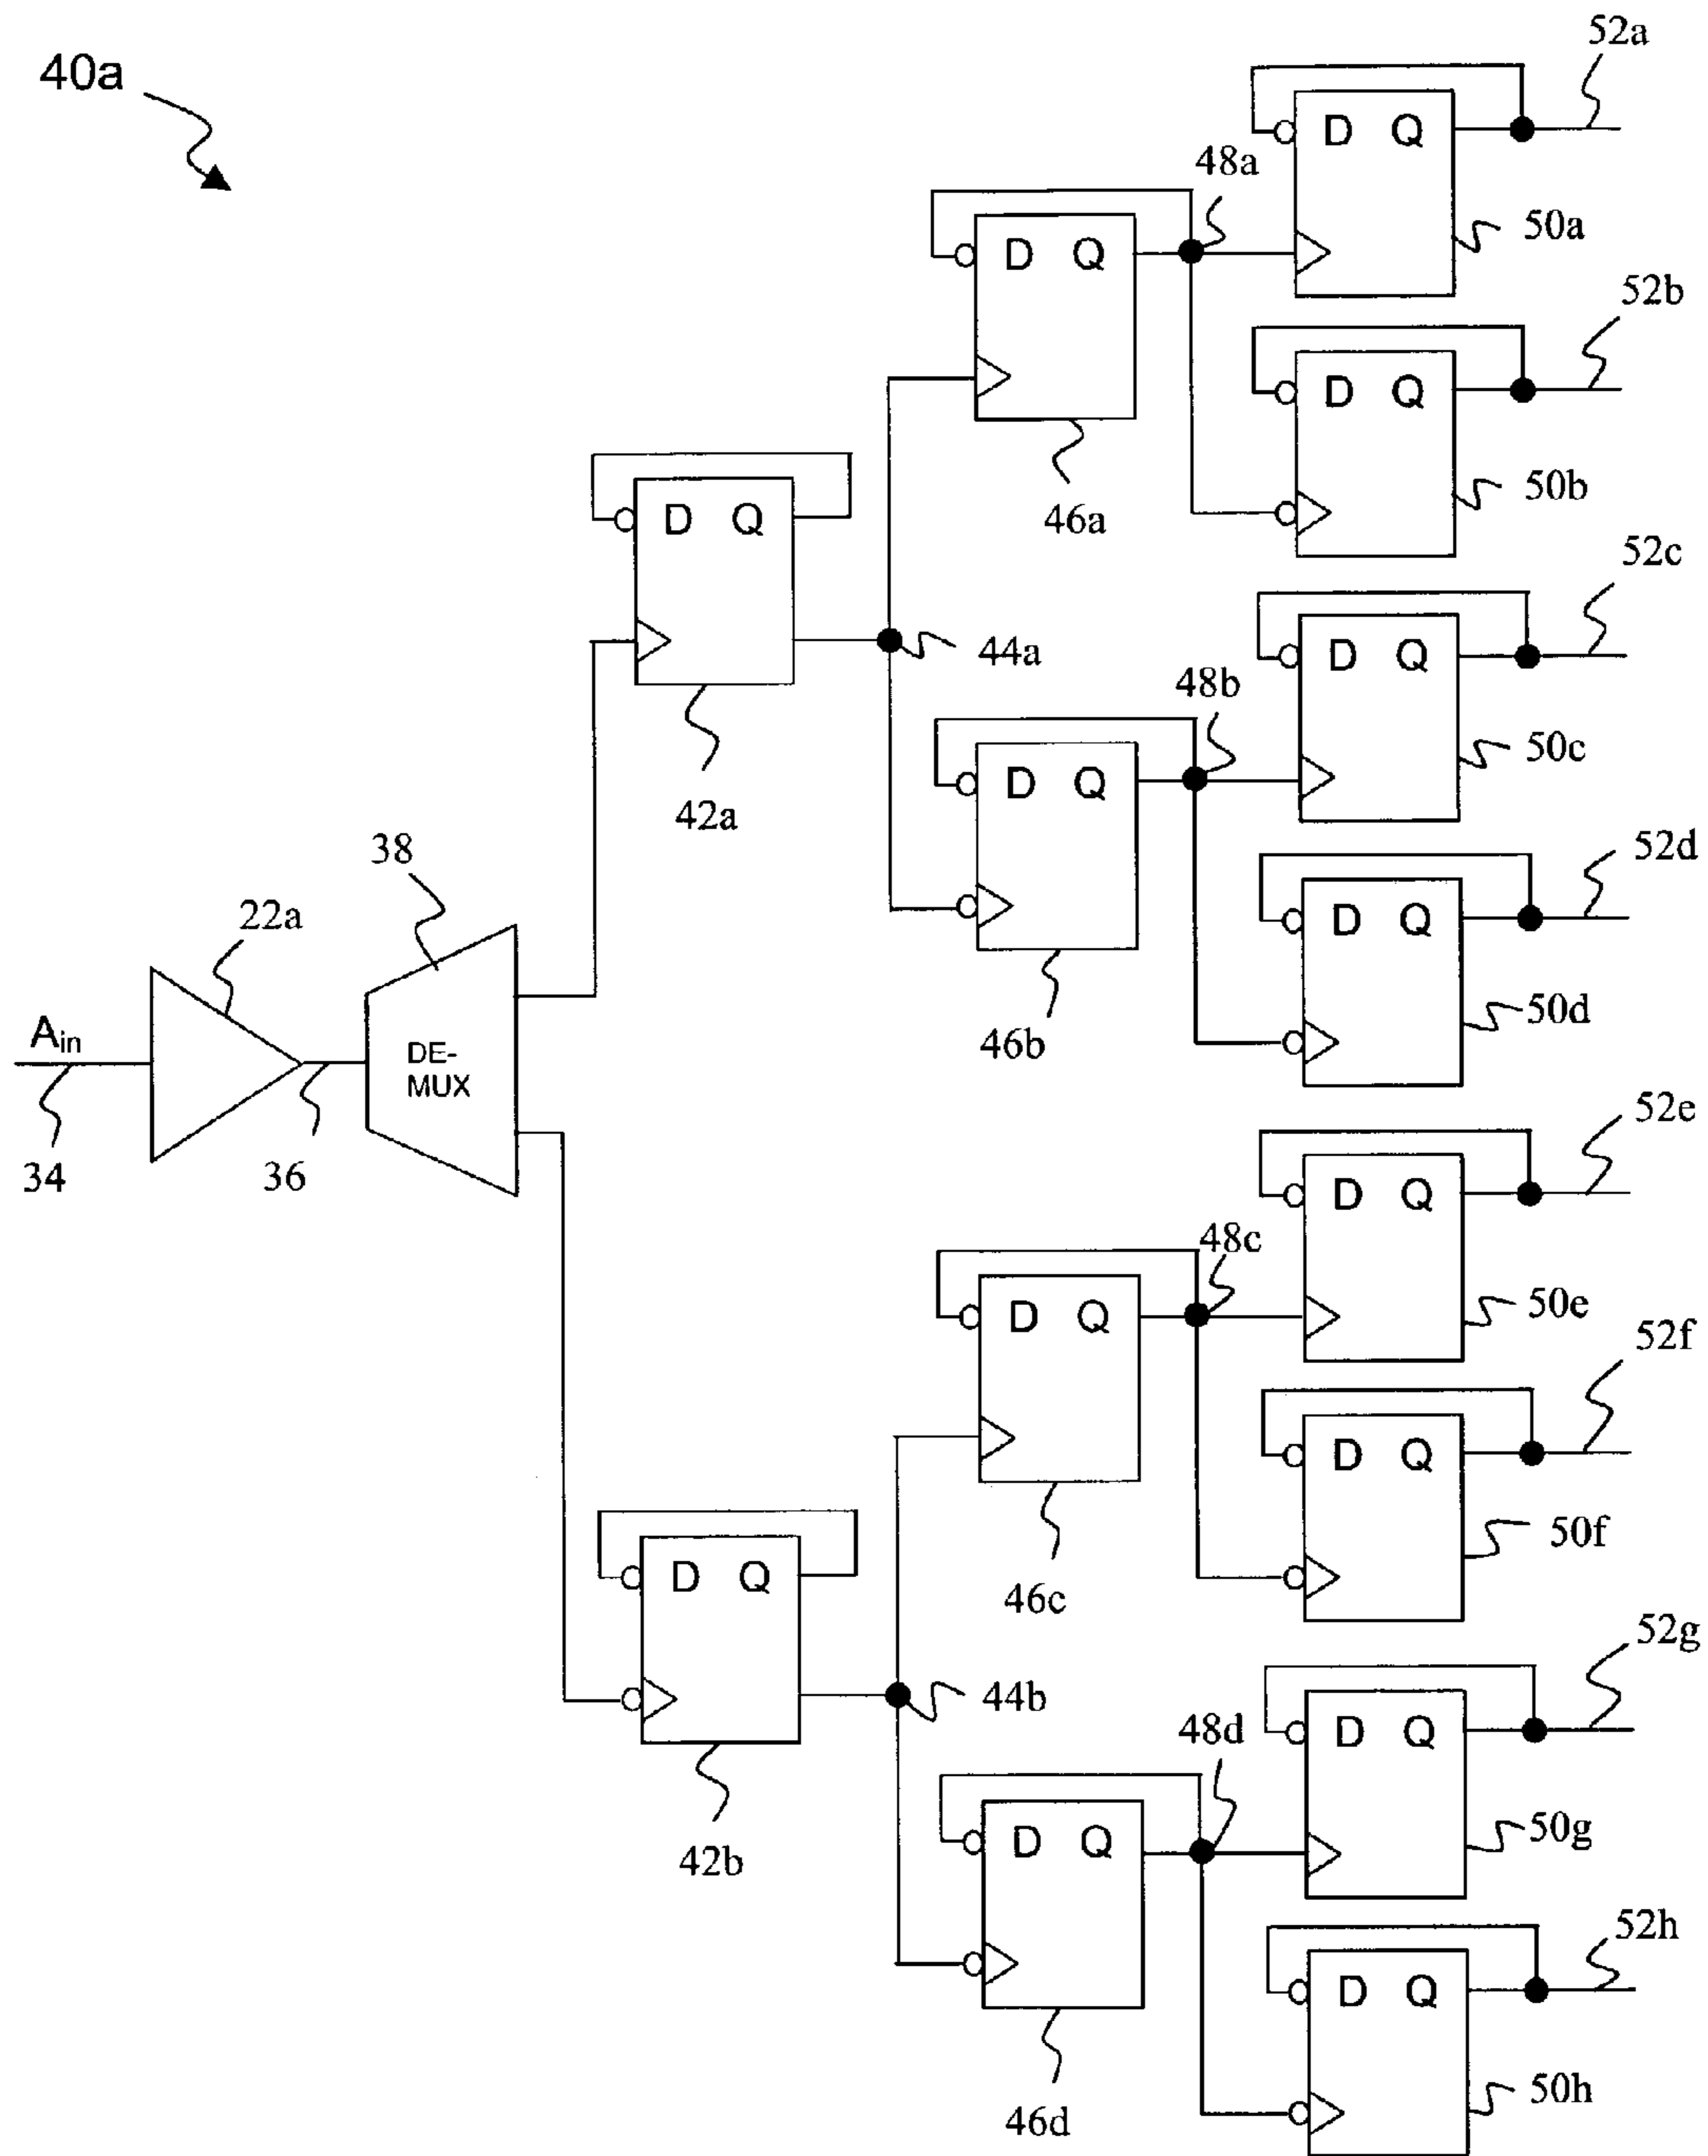 40a
52a
D Q
48a
50a
D Q
52b
D Q
46a
50b
52c
D Q
44a
D Q
48b
50c
42a
D Q
52d
38
D Q
22a
50d
46b
A_in
DE-
MUX
34
36
52e
D Q
48c
50e
D Q
52f
D Q
50f
46c
D Q
52g
44b
48d
D Q
42b
50g
D Q
52h
D Q
46d
50h